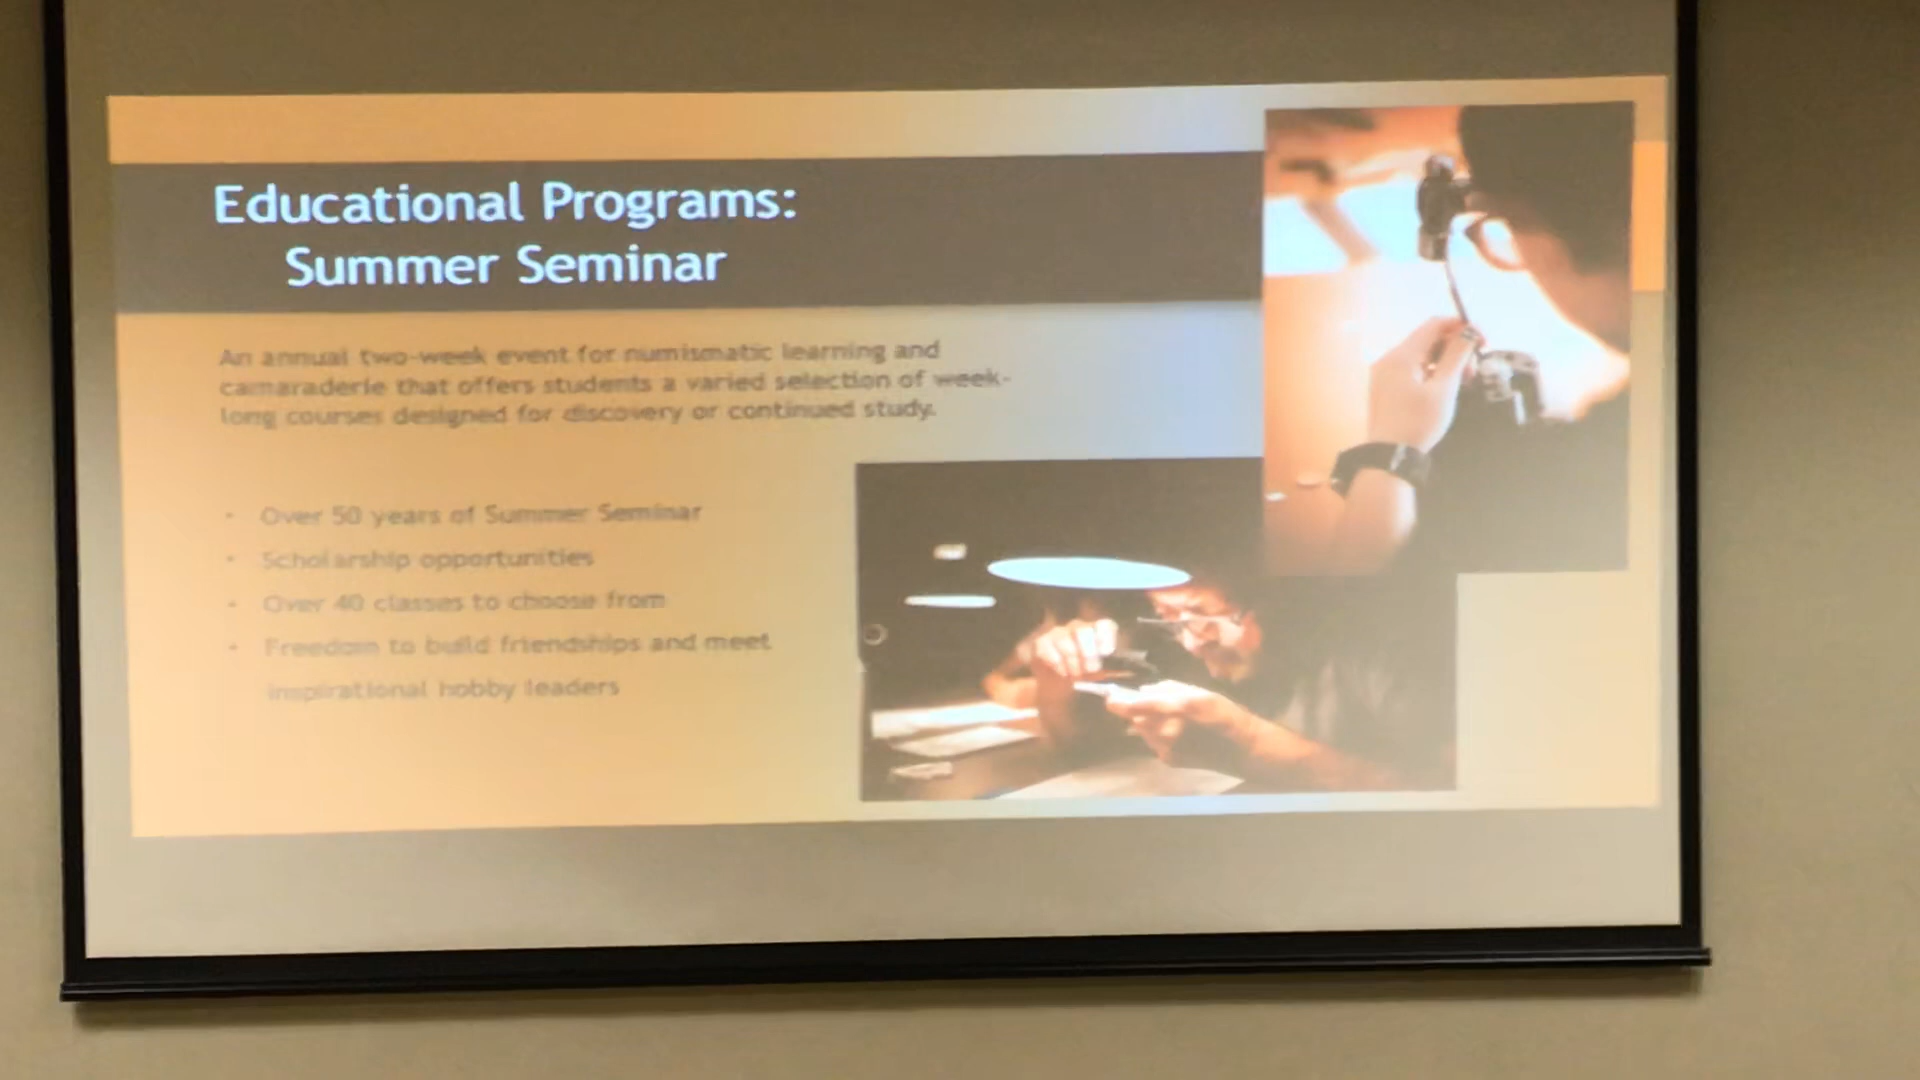 Educational Programs:
Summer Seminar
An annual two-week event for numismatic learning and
camaraderie that offers students a varied selection of week-
long courses designed for discovery or continued study.
· Over 50 years of Summer Seminar
· Scholarship opportunities
· Over 40 classes to choose from
· Freedom to build friendships and meet
inspirational hobby leaders